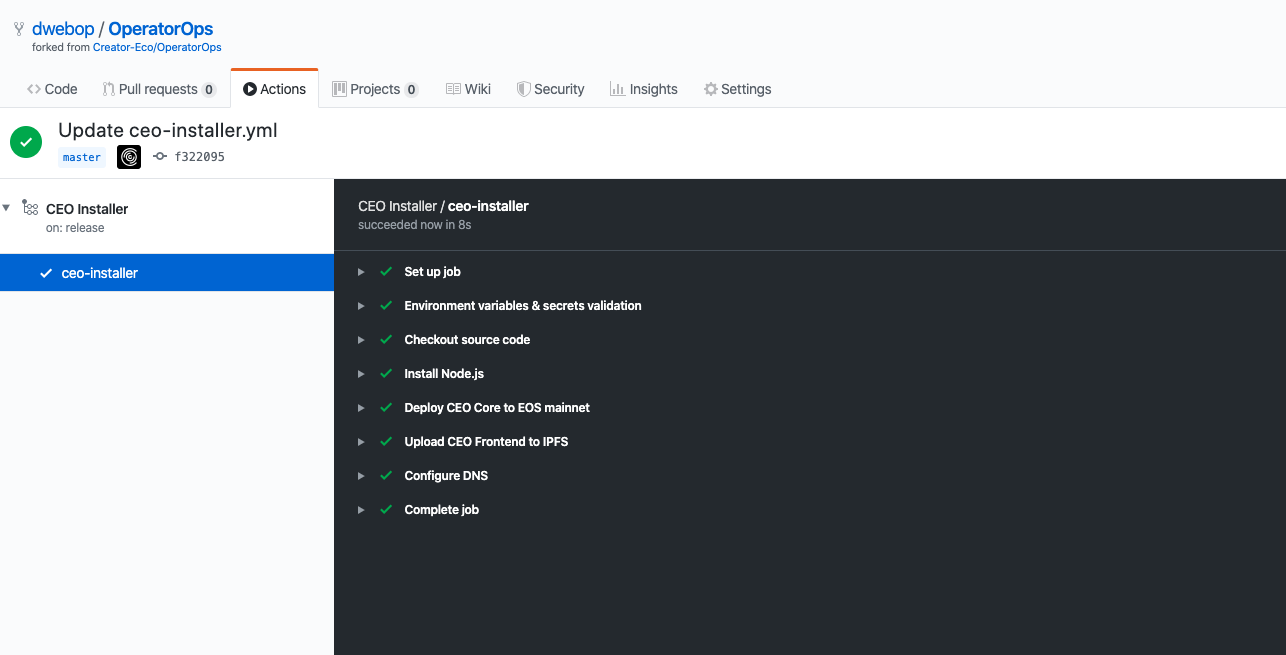 dwebop / OperatorOps
forked from Creator-Eco/OperatorOps
Code Pull requests 0 Actions Projects 0 Wiki Security Insights Settings
Update ceo-installer.yml
master f322095
CEO Installer
on: release
ceo-installer
CEO Installer / ceo-installer
succeeded now in 8s
Set up job
Environment variables & secrets validation
Checkout source code
Install Node.js
Deploy CEO Core to EOS mainnet
Upload CEO Frontend to IPFS
Configure DNS
Complete job